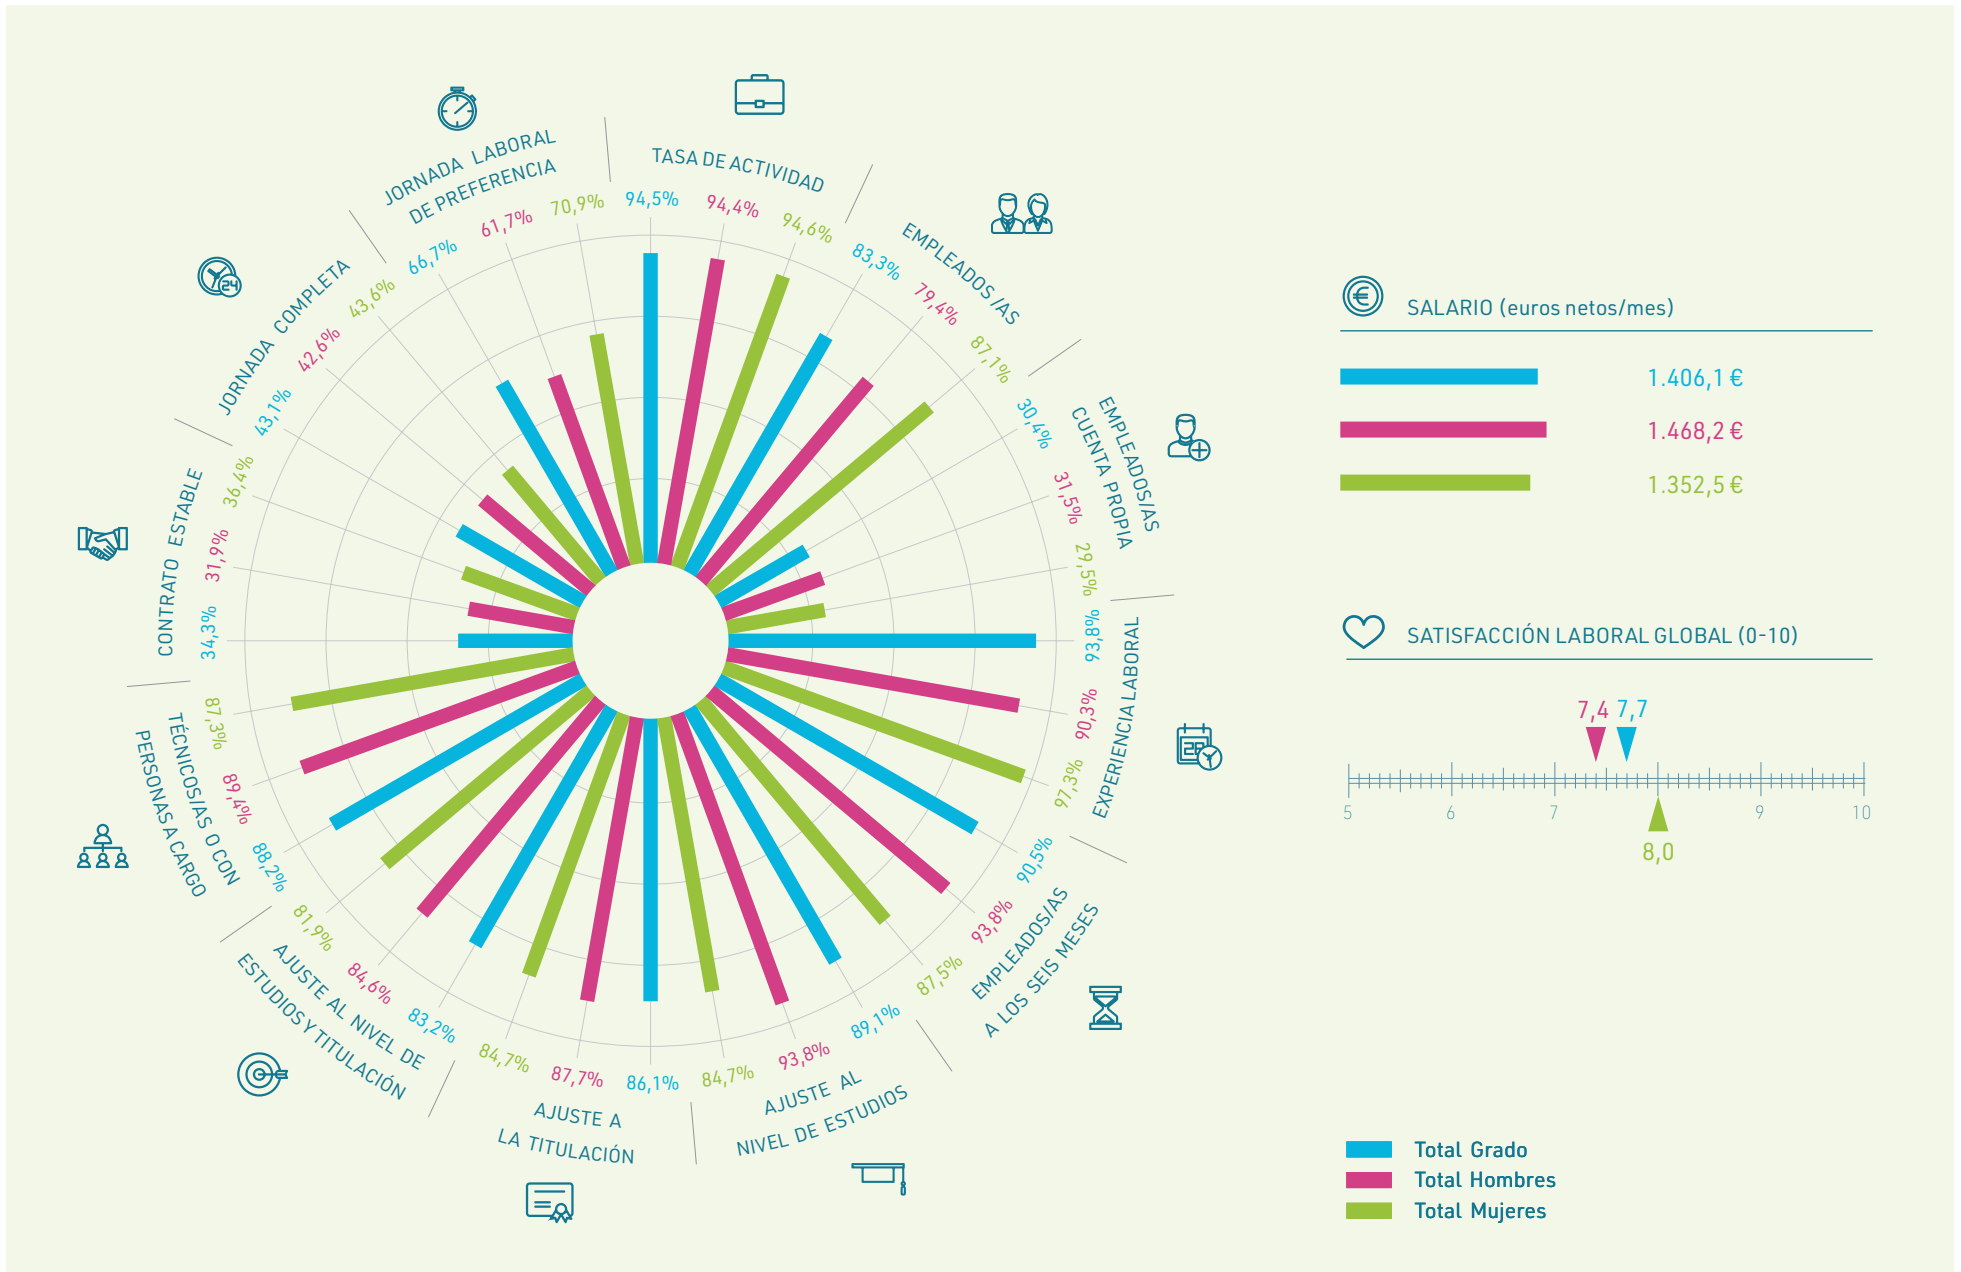 TASA DE ACTIVIDAD
94,5%
94,4%
94,6%
EMPLEADOS /AS
83,3%
79,4%
87,1%
EMPLEADOS/AS
CUENTA PROPIA
30,4%
31,5%
29,5%
EXPERIENCIA LABORAL
93,8%
90,3%
97,3%
EMPLEADOS/AS
A LOS SEIS MESES
90,5%
93,8%
87,5%
AJUSTE AL
NIVEL DE ESTUDIOS
89,1%
93,8%
84,7%
AJUSTE A
LA TITULACIÓN
86,1%
87,7%
84,7%
AJUSTE AL NIVEL DE
ESTUDIOS Y TITULACIÓN
83,2%
84,6%
81,9%
TÉCNICOS/AS O CON
PERSONAS A CARGO
88,2%
89,4%
87,3%
CONTRATO ESTABLE
34,3%
31,9%
36,4%
JORNADA COMPLETA
43,1%
42,6%
43,6%
24
JORNADA LABORAL
DE PREFERENCIA
66,7%
61,7%
70,9%
€ SALARIO (euros netos/mes)
1.406,1 €
1.468,2 €
1.352,5 €
SATISFACCIÓN LABORAL GLOBAL (0-10)
7,4 7,7
5 6 7 8,0 9 10
Total Grado
Total Hombres
Total Mujeres